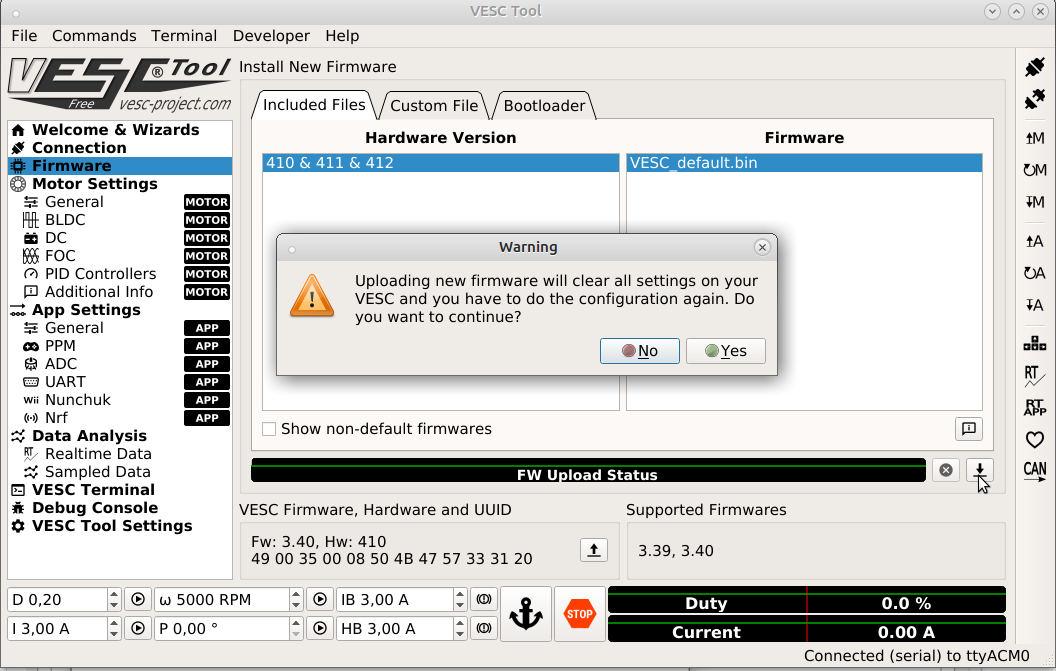 VESC Tool
File Commands Terminal Developer Help
VESC® Tool
Free vesc-project.com
Welcome & Wizards
Connection
Firmware
Motor Settings
General MOTOR
BLDC MOTOR
DC MOTOR
FOC MOTOR
PID Controllers MOTOR
Additional Info MOTOR
App Settings
General APP
PPM APP
ADC APP
UART APP
Wii Nunchuk APP
Nrf APP
Data Analysis
RT Realtime Data
Sampled Data
VESC Terminal
Debug Console
VESC Tool Settings
Install New Firmware
Included Files Custom File Bootloader
Hardware Version Firmware
410 & 411 & 412 VESC_default.bin
Warning
Uploading new firmware will clear all settings on your
VESC and you have to do the configuration again. Do
you want to continue?
No Yes
Show non-default firmwares
FW Upload Status
VESC Firmware, Hardware and UUID
Fw: 3.40, Hw: 410
49 00 35 00 08 50 4B 47 57 33 31 20
Supported Firmwares
3.39, 3.40
M
M
M
A
A
A
RT
RT
APP
CAN
D 0,20 ω 5000 RPM IB 3,00 A
I 3,00 A P 0,00 ° HB 3,00 A
STOP
Duty 0.0 %
Current 0.00 A
Connected (serial) to ttyACM0